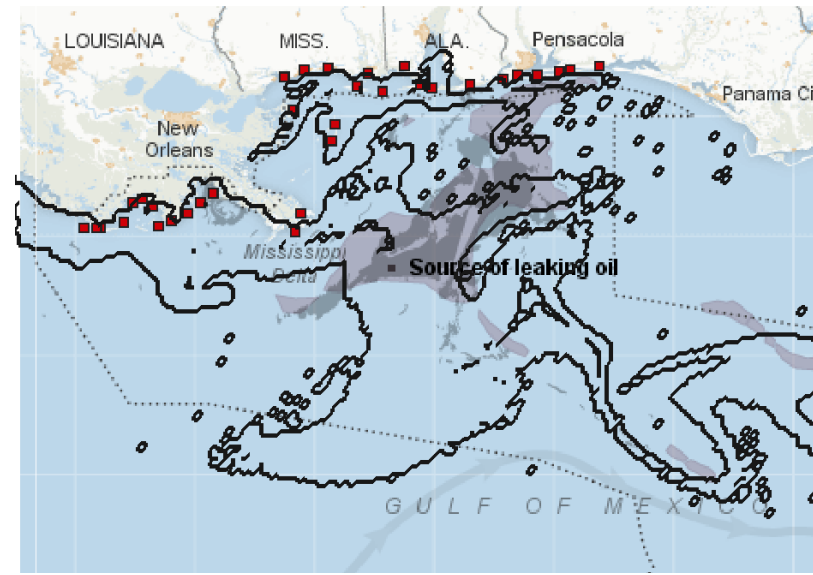 LOUISIANA
MISS.
ALA.
Pensacola
Panama Ci
New
Orleans
Mississippi
Delta
Source of leaking oil
GULF OF MEXICO